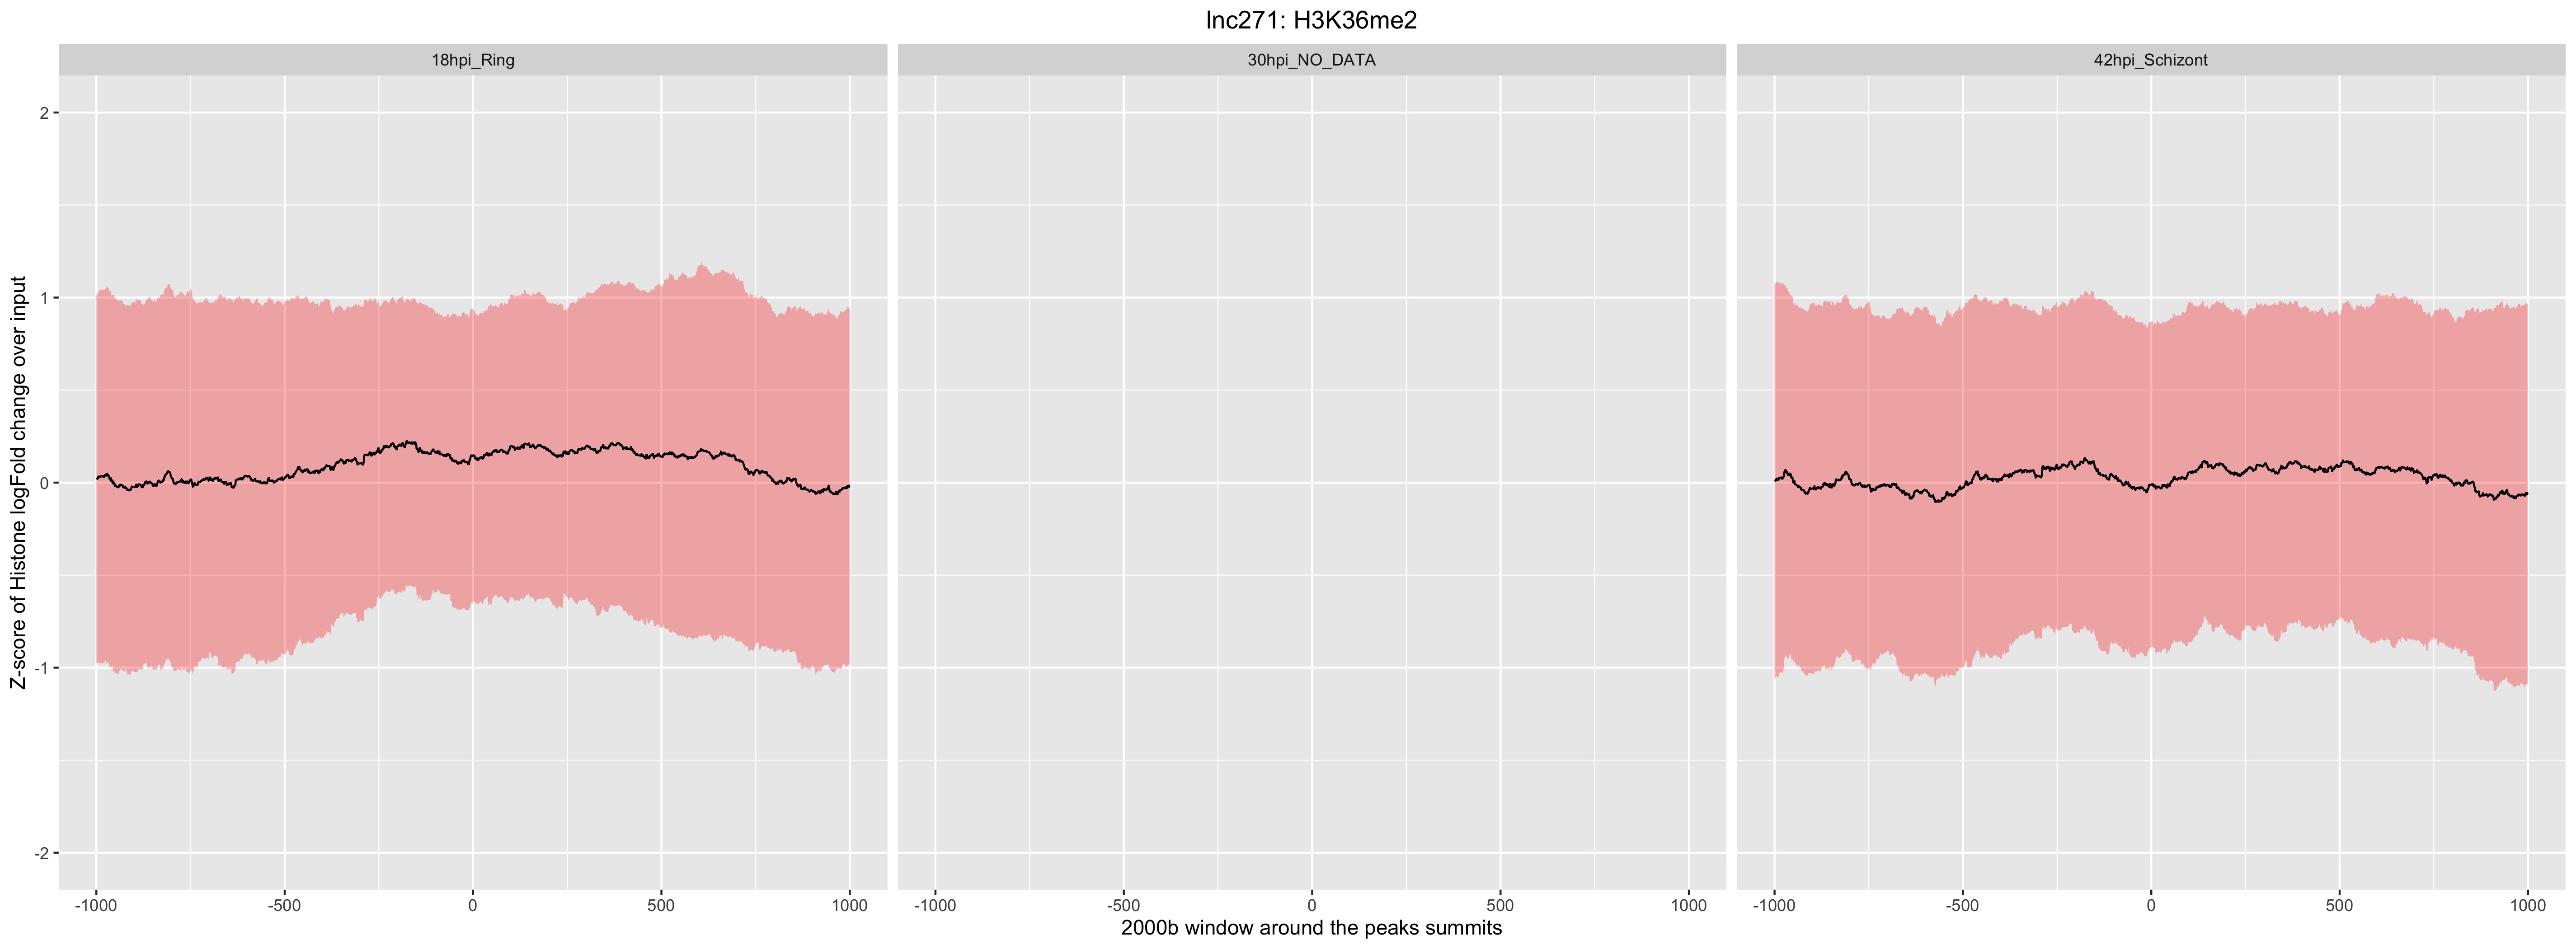 lnc271: H3K36me2
18hpi_Ring
30hpi_NO_DATA
42hpi_Schizont
Z-score of Histone logFold change over input
2
1
0
-1
-2
-1000 -500 0 500 1000
-1000 -500 0 500 1000
-1000 -500 0 500 1000
2000b window around the peaks summits